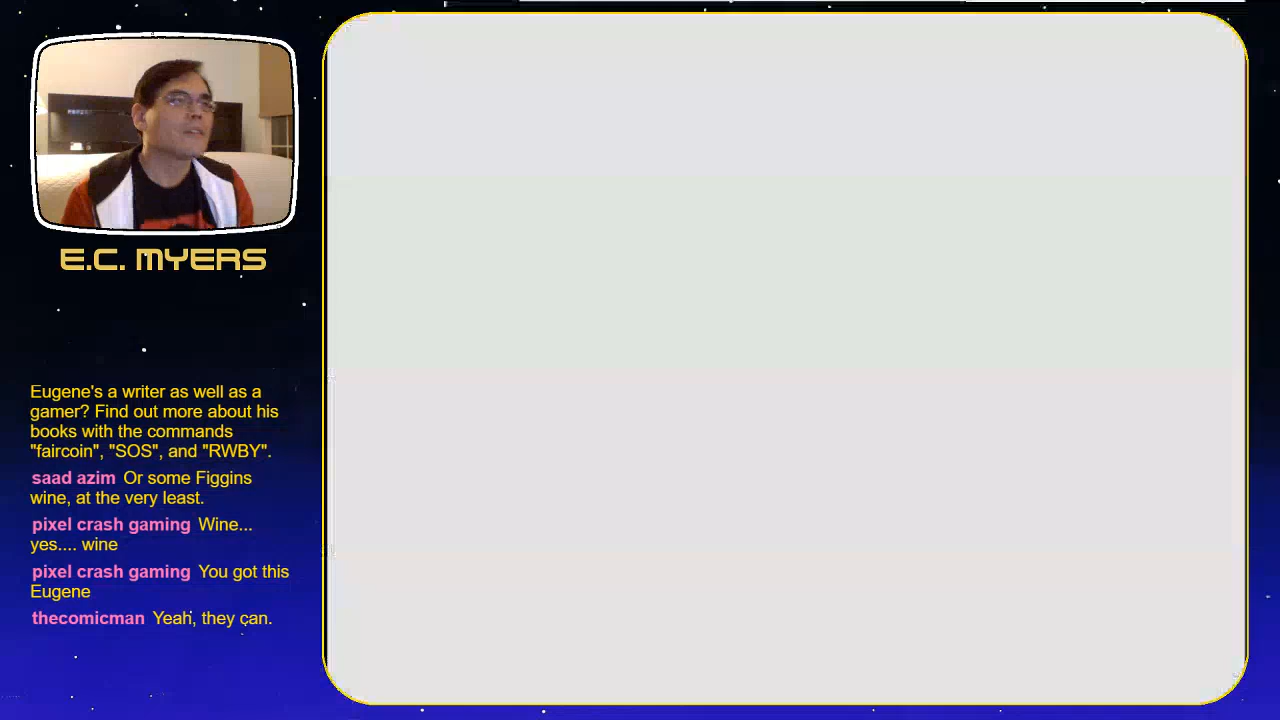 E.C. MYERS
Eugene's a writer as well as a
gamer? Find out more about his
books with the commands
"faircoin", "SOS", and "RWBY".
saad azim Or some Figgins
wine, at the very least.
pixel crash gaming Wine...
yes.... wine
pixel crash gaming You got this
Eugene
thecomicman Yeah, they can.